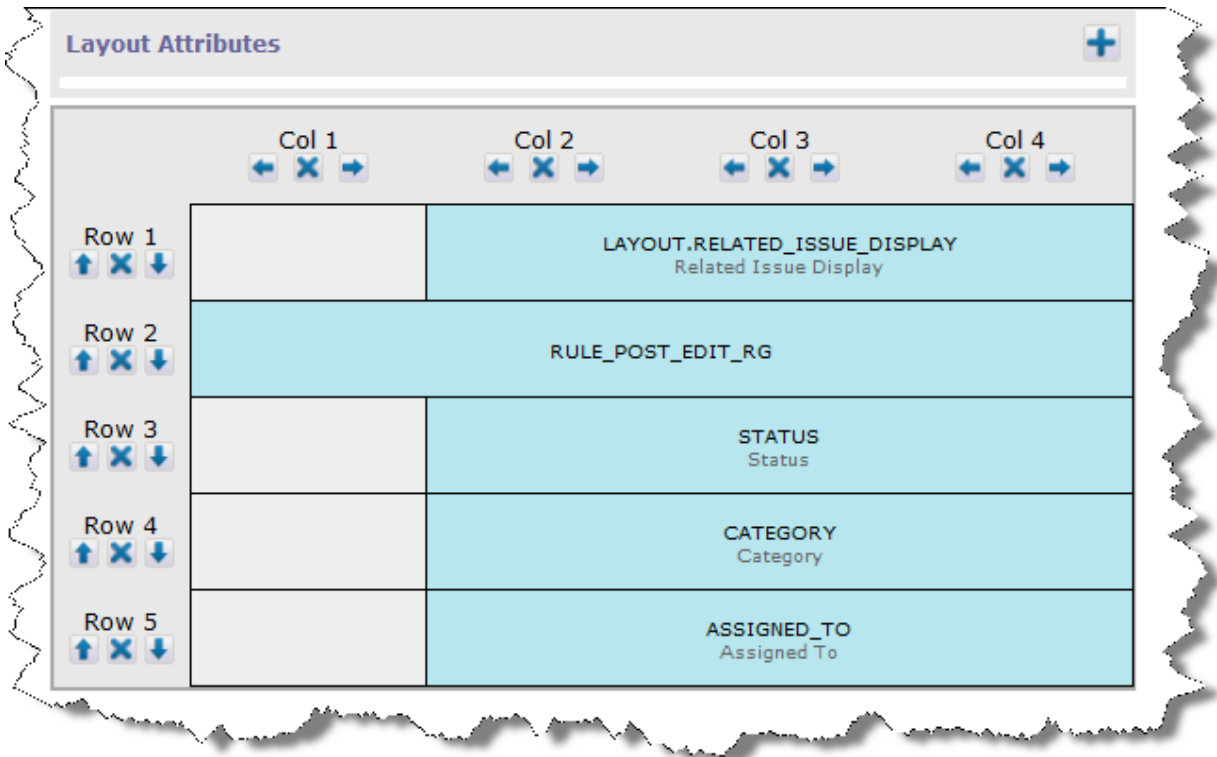 Layout Attributes
Col 1 Col 2 Col 3 Col 4
Row 1
LAYOUT.RELATED_ISSUE_DISPLAY
Related Issue Display
Row 2
RULE_POST_EDIT_RG
Row 3
STATUS
Status
Row 4
CATEGORY
Category
Row 5
ASSIGNED_TO
Assigned To